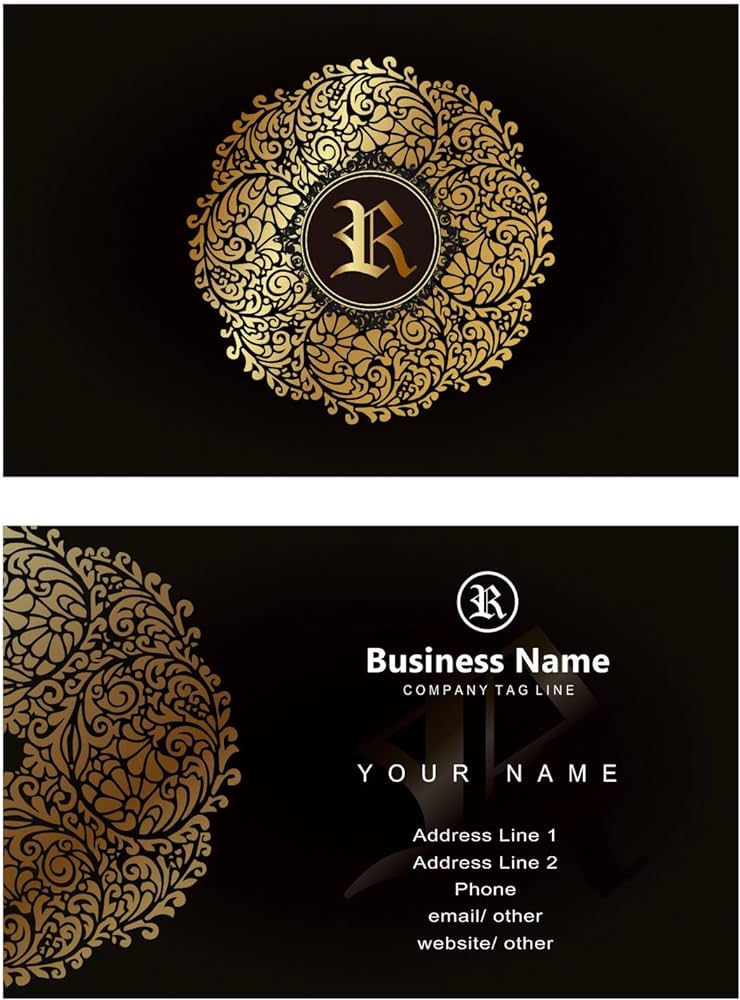 R
R
Business Name
COMPANY TAG LINE
YOUR NAME
Address Line 1
Address Line 2
Phone
email/ other
website/ other